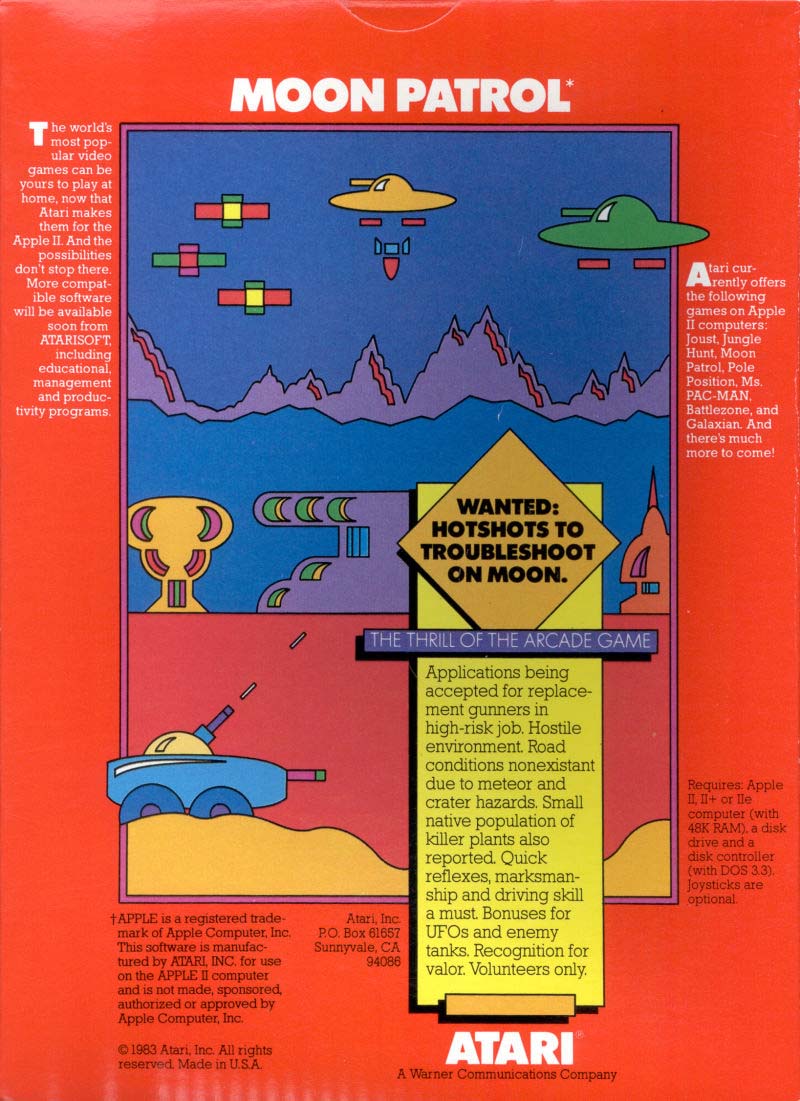 MOON PATROL*
The world's
most pop-
ular video
games can be
yours to play at
home, now that
Atari makes
them for the
Apple II. And the
possibilities
don't stop there.
More compat-
ible software
will be available
soon from
ATARISOFT,
including
educational,
management
and produc-
tivity programs.
Atari cur-
rently offers
the following
games on Apple
II computers:
Joust, Jungle
Hunt, Moon
Patrol, Pole
Position, Ms.
PAC-MAN,
Battlezone, and
Galaxian. And
there's much
more to come!
WANTED:
HOTSHOTS TO
TROUBLESHOOT
ON MOON.
THE THRILL OF THE ARCADE GAME
Applications being
accepted for replace-
ment gunners in
high-risk job. Hostile
environment. Road
conditions nonexistant
due to meteor and
crater hazards. Small
native population of
killer plants also
reported. Quick
reflexes, marksman-
ship and driving skill
a must. Bonuses for
UFOs and enemy
tanks. Recognition for
valor. Volunteers only.
Requires: Apple
II, II+ or IIe
computer (with
48K RAM), a disk
drive and a
disk controller
(with DOS 3.3).
Joysticks are
optional.
†APPLE is a registered trade-
mark of Apple Computer, Inc.
This software is manufac-
tured by ATARI, INC. for use
on the APPLE II computer
and is not made, sponsored,
authorized or approved by
Apple Computer, Inc.
Atari, Inc.
P.O. Box 61657
Sunnyvale, CA
94086
© 1983 Atari, Inc. All rights
reserved. Made in U.S.A.
ATARI®
A Warner Communications Company